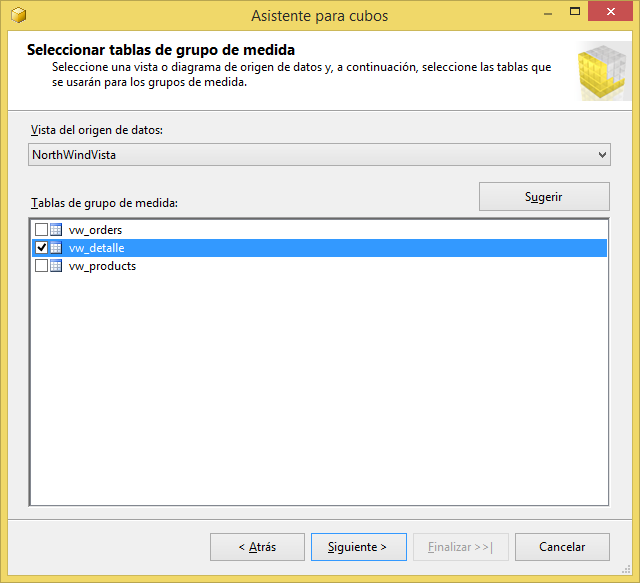 Asistente para cubos
Seleccionar tablas de grupo de medida
Seleccione una vista o diagrama de origen de datos y, a continuación, seleccione las tablas que
se usarán para los grupos de medida.
Vista del origen de datos:
NorthWindVista
Tablas de grupo de medida:
Sugerir
vw_orders
vw_detalle
vw_products
< Atrás
Siguiente >
Finalizar >>|
Cancelar